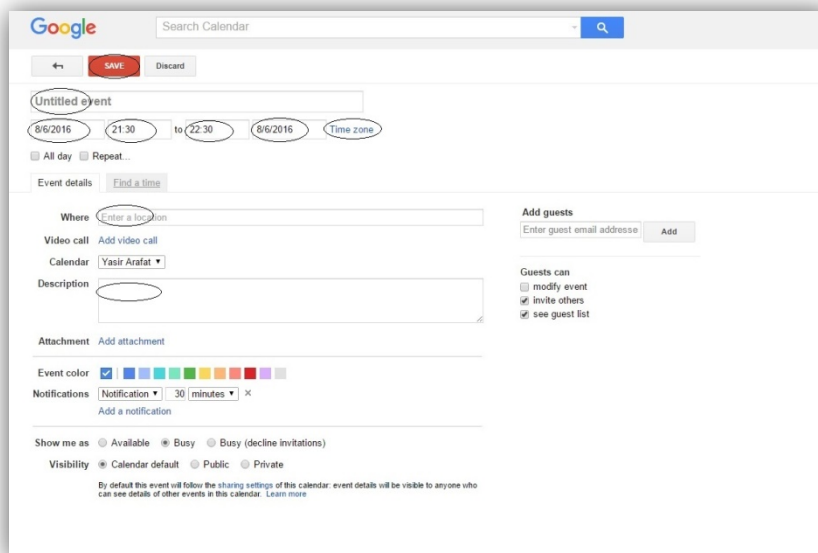 Google Search Calendar
SAVE Discard
Untitled event
8/6/2016 21:30 to 22:30 8/6/2016 Time zone
All day Repeat...
Event details Find a time
Where Enter a location
Video call Add video call
Calendar Yasir Arafat
Description
Attachment Add attachment
Event color
Notifications Notification 30 minutes ×
Add a notification
Show me as Available Busy Busy (decline invitations)
Visibility Calendar default Public Private
By default this event will follow the sharing settings of this calendar: event details will be visible to anyone who
can see details of other events in this calendar. Learn more
Add guests
Enter guest email addresse Add
Guests can
modify event
invite others
see guest list